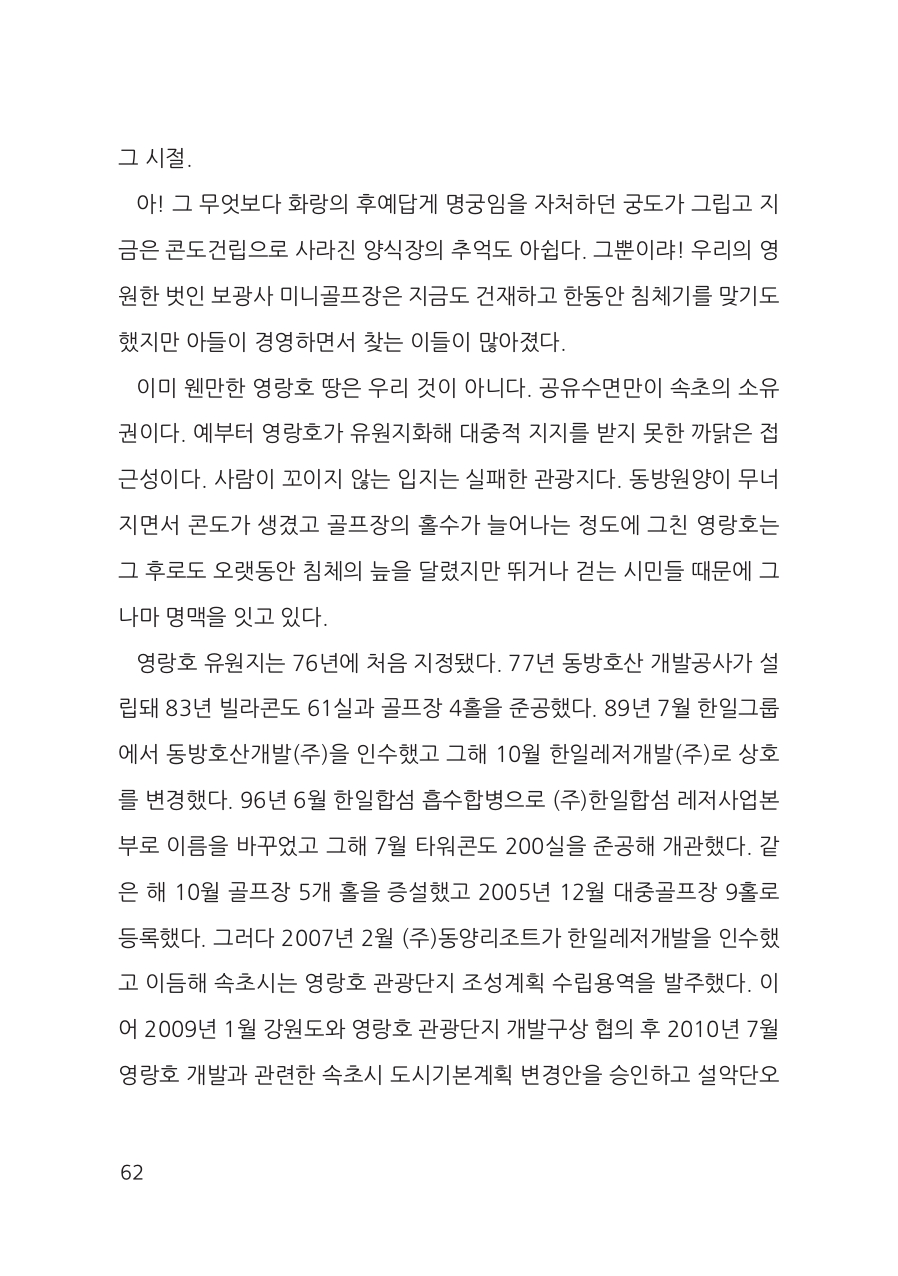 그 시절.
아! 그 무엇보다 화랑의 후예답게 명궁임을 자처하던 궁도가 그립고 지
금은 콘도건립으로 사라진 양식장의 추억도 아쉽다. 그뿐이랴! 우리의 영
원한 벗인 보광사 미니골프장은 지금도 건재하고 한동안 침체기를 맞기도
했지만 아들이 경영하면서 찾는 이들이 많아졌다.
이미 웬만한 영랑호 땅은 우리 것이 아니다. 공유수면만이 속초의 소유
권이다. 예부터 영랑호가 유원지화해 대중적 지지를 받지 못한 까닭은 접
근성이다. 사람이 꼬이지 않는 입지는 실패한 관광지다. 동방원양이 무너
지면서 콘도가 생겼고 골프장의 홀수가 늘어나는 정도에 그친 영랑호는
그 후로도 오랫동안 침체의 늪을 달렸지만 뛰거나 걷는 시민들 때문에 그
나마 명맥을 잇고 있다.
영랑호 유원지는 76년에 처음 지정됐다. 77년 동방호산 개발공사가 설
립돼 83년 빌라콘도 61실과 골프장 4홀을 준공했다. 89년 7월 한일그룹
에서 동방호산개발(주)을 인수했고 그해 10월 한일레저개발(주)로 상호
를 변경했다. 96년 6월 한일합섬 흡수합병으로 (주)한일합섬 레저사업본
부로 이름을 바꾸었고 그해 7월 타워콘도 200실을 준공해 개관했다. 같
은 해 10월 골프장 5개 홀을 증설했고 2005년 12월 대중골프장 9홀로
등록했다. 그러다 2007년 2월 (주)동양리조트가 한일레저개발을 인수했
고 이듬해 속초시는 영랑호 관광단지 조성계획 수립용역을 발주했다. 이
어 2009년 1월 강원도와 영랑호 관광단지 개발구상 협의 후 2010년 7월
영랑호 개발과 관련한 속초시 도시기본계획 변경안을 승인하고 설악단오
62